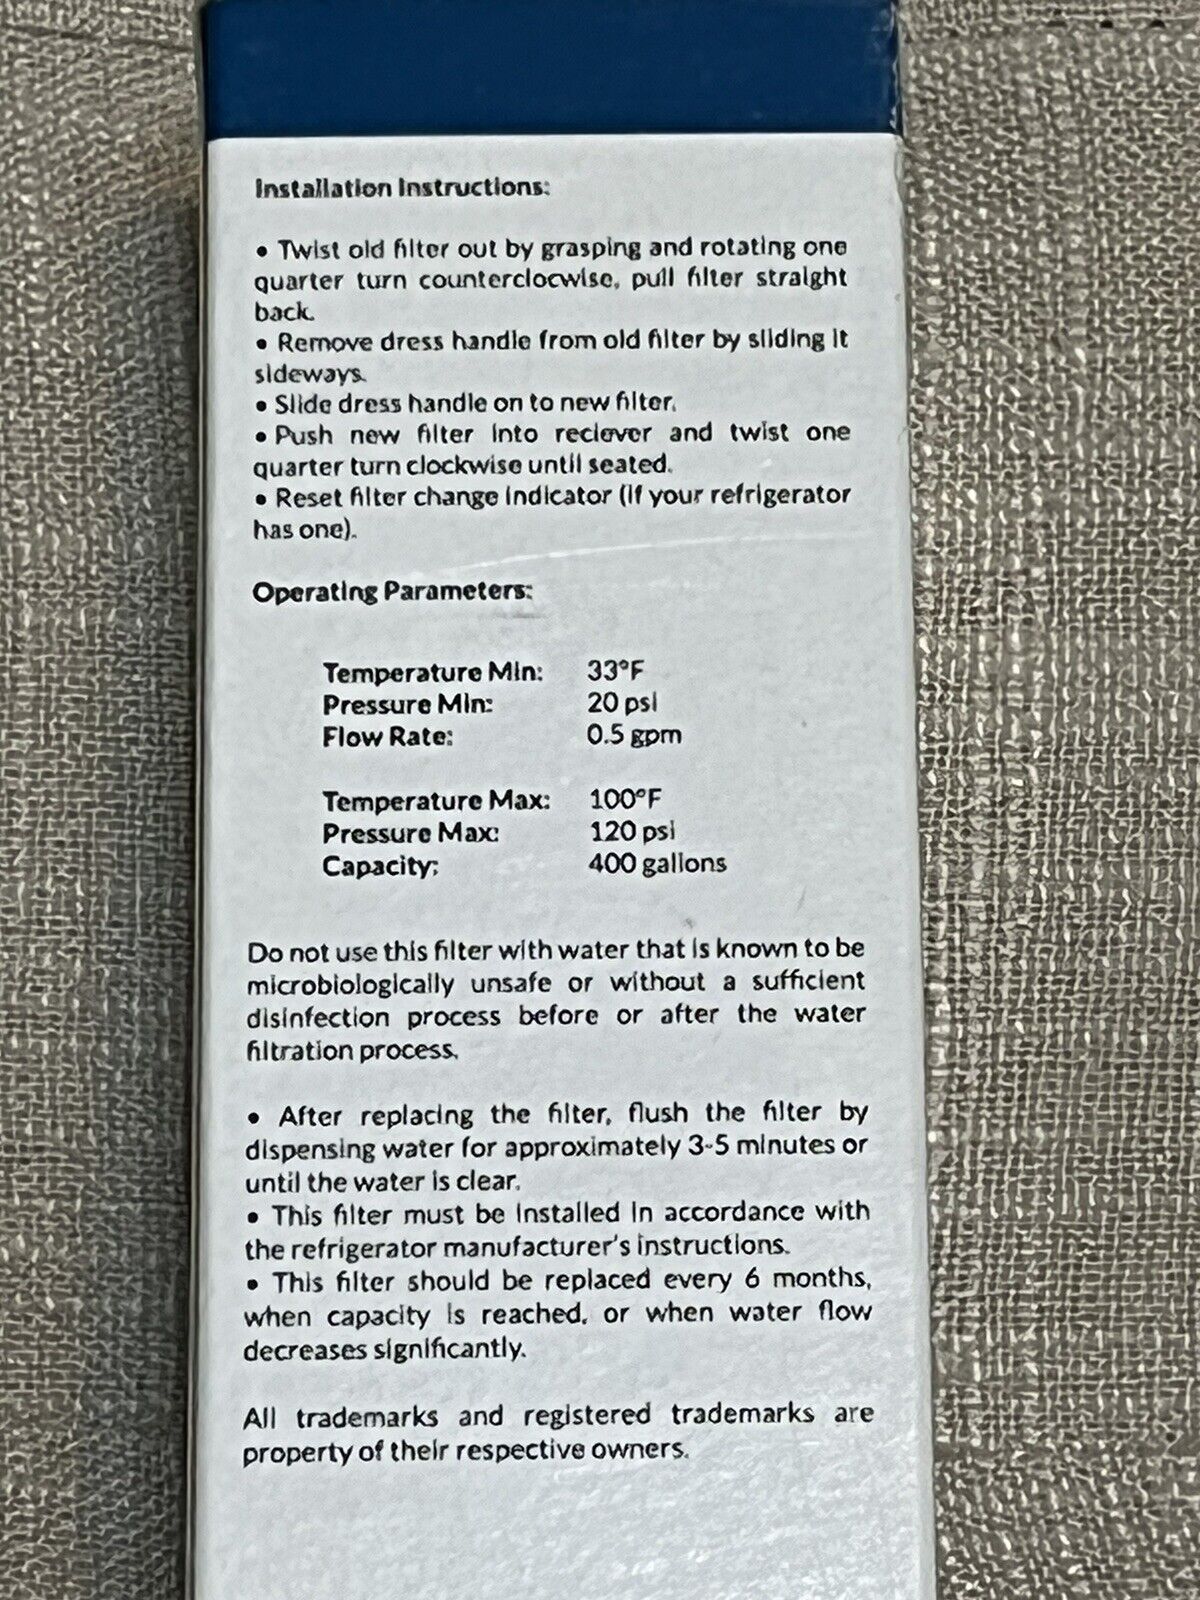 Installation Instructions:
• Twist old filter out by grasping and rotating one
quarter turn counterclocwise, pull filter straight
back.
• Remove dress handle from old filter by sliding it
sideways.
• Slide dress handle on to new filter.
• Push new filter into reciever and twist one
quarter turn clockwise until seated.
• Reset filter change indicator (if your refrigerator
has one).
Operating Parameters:
Temperature Min: 33°F
Pressure Min: 20 psi
Flow Rate: 0.5 gpm
Temperature Max: 100°F
Pressure Max: 120 psi
Capacity: 400 gallons
Do not use this filter with water that is known to be
microbiologically unsafe or without a sufficient
disinfection process before or after the water
filtration process.
• After replacing the filter, flush the filter by
dispensing water for approximately 3-5 minutes or
until the water is clear.
• This filter must be installed in accordance with
the refrigerator manufacturer's instructions.
• This filter should be replaced every 6 months,
when capacity is reached, or when water flow
decreases significantly.
All trademarks and registered trademarks are
property of their respective owners.